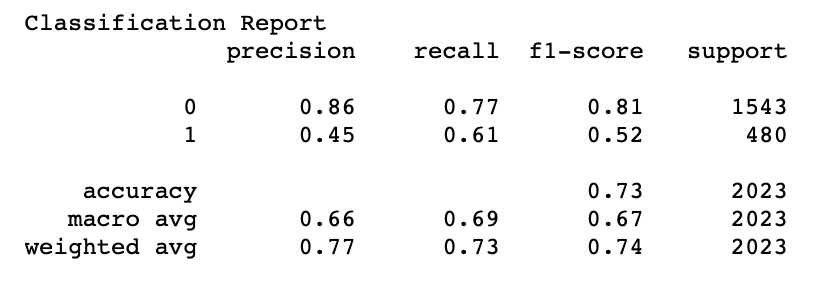 Classification Report
precision recall f1-score support
0 0.86 0.77 0.81 1543
1 0.45 0.61 0.52 480
accuracy 0.73 2023
macro avg 0.66 0.69 0.67 2023
weighted avg 0.77 0.73 0.74 2023